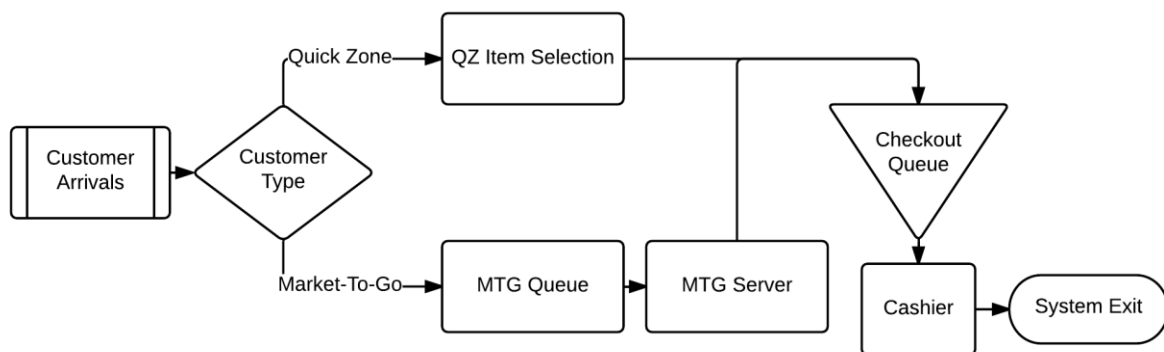 Quick Zone
QZ Item Selection
Customer
Arrivals
Customer
Type
Checkout
Queue
Market-To-Go
MTG Queue
MTG Server
Cashier
System Exit